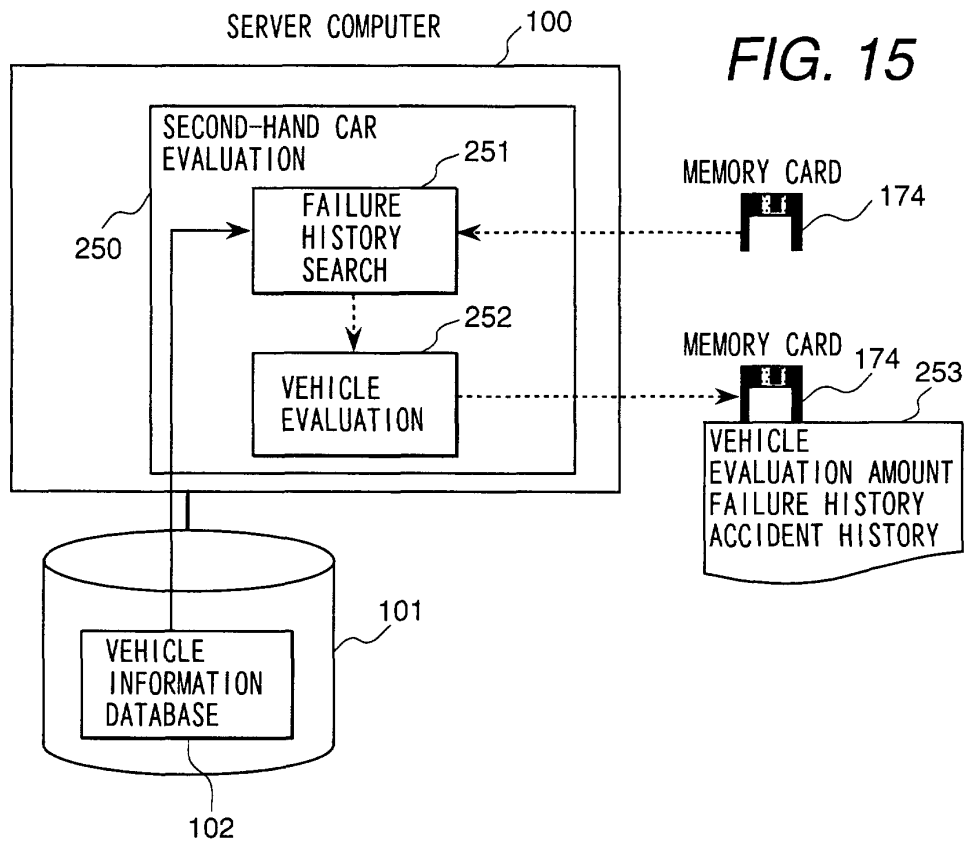 SERVER COMPUTER
100
FIG. 15
SECOND-HAND CAR
EVALUATION
251
250
FAILURE
HISTORY
SEARCH
MEMORY CARD
174
252
VEHICLE
EVALUATION
MEMORY CARD
174
253
VEHICLE
EVALUATION AMOUNT
FAILURE HISTORY
ACCIDENT HISTORY
101
VEHICLE
INFORMATION
DATABASE
102